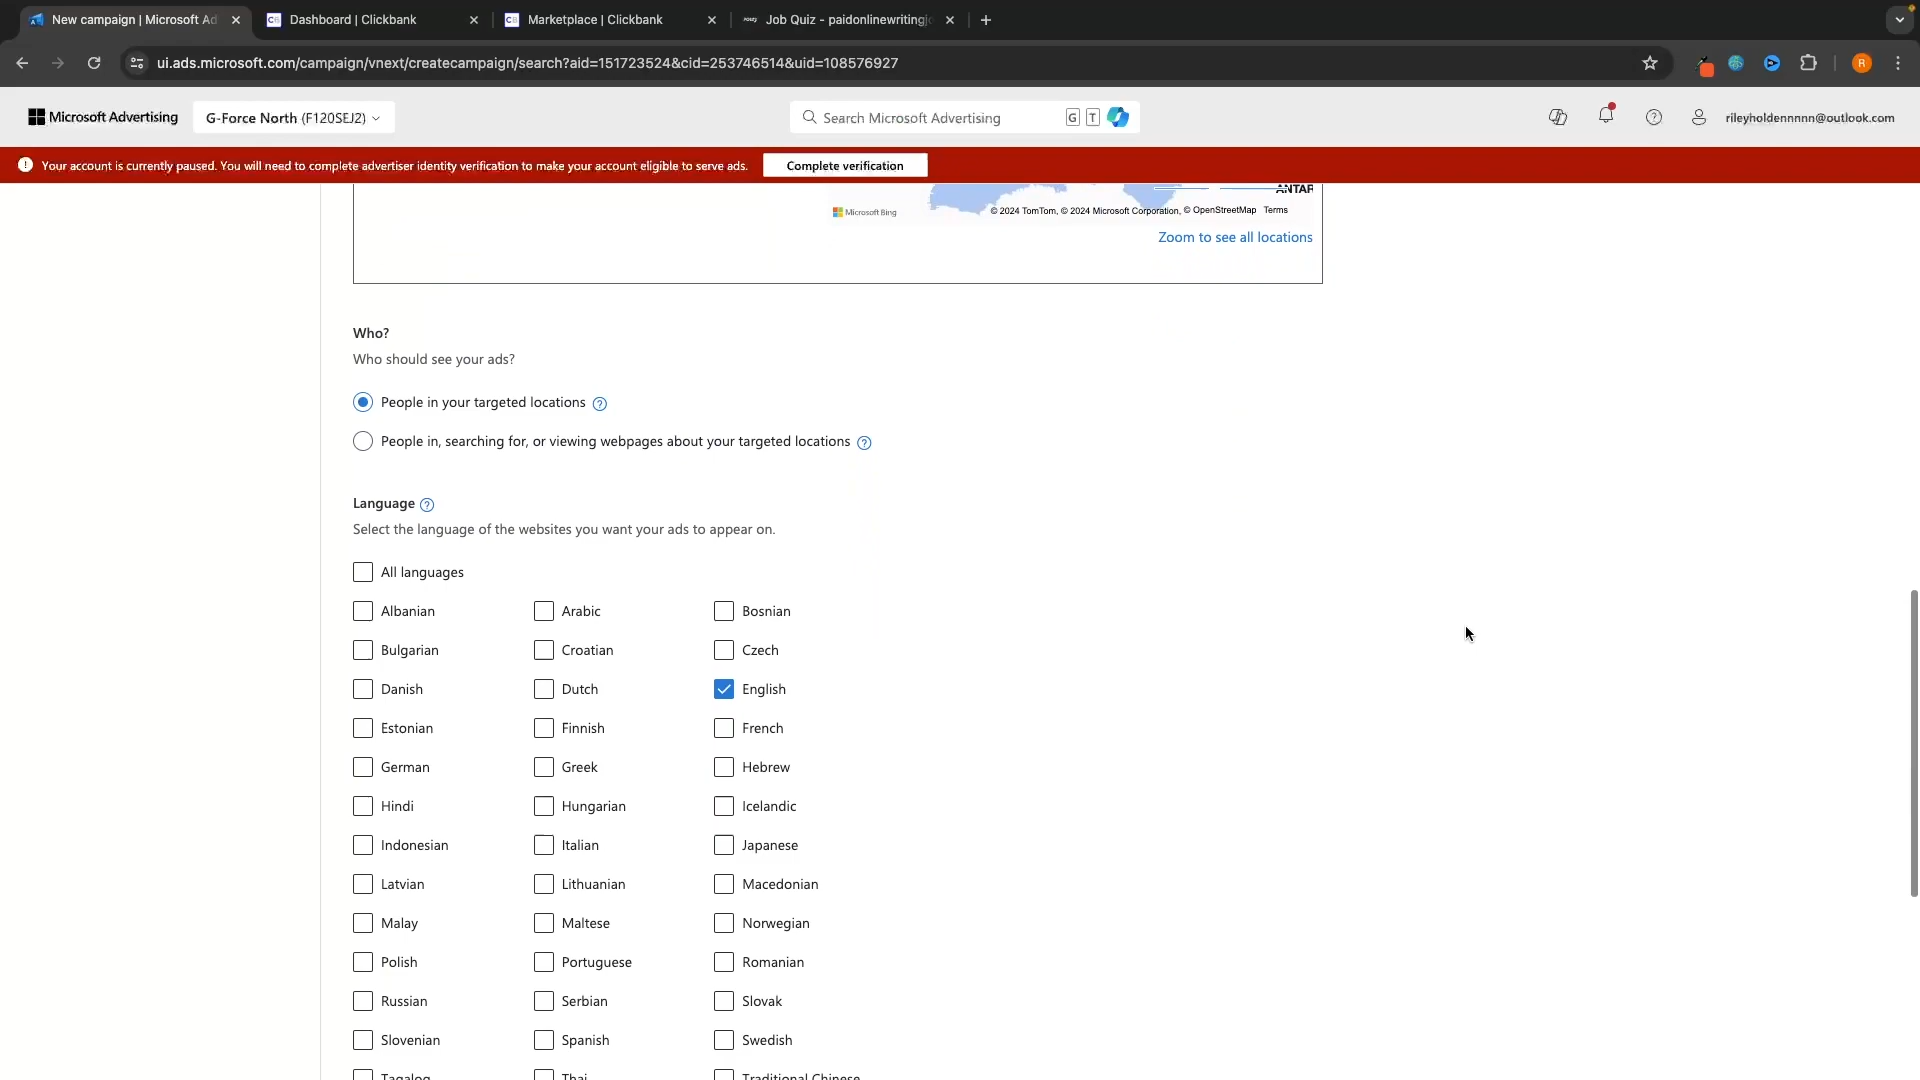 New campaign | Microsoft Ad
Dashboard | Clickbank
Marketplace | Clickbank
Job Quiz - paidonlinewritingjo
ui.ads.microsoft.com/campaign/vnext/createcampaign/search?aid=151723524&cid=253746514&uid=108576927
R
Microsoft Advertising
G-Force North (F120SEJ2)
Search Microsoft Advertising
G T
rileyholdennnnn@outlook.com
Your account is currently paused. You will need to complete advertiser identity verification to make your account eligible to serve ads.
Complete verification
ANTAR
Microsoft Bing
© 2024 TomTom, © 2024 Microsoft Corporation, © OpenStreetMap Terms
Zoom to see all locations
Who?
Who should see your ads?
People in your targeted locations
People in, searching for, or viewing webpages about your targeted locations
Language
Select the language of the websites you want your ads to appear on.
All languages
Albanian Arabic Bosnian
Bulgarian Croatian Czech
Danish Dutch English
Estonian Finnish French
German Greek Hebrew
Hindi Hungarian Icelandic
Indonesian Italian Japanese
Latvian Lithuanian Macedonian
Malay Maltese Norwegian
Polish Portuguese Romanian
Russian Serbian Slovak
Slovenian Spanish Swedish
Tagalog Thai Traditional Chinese